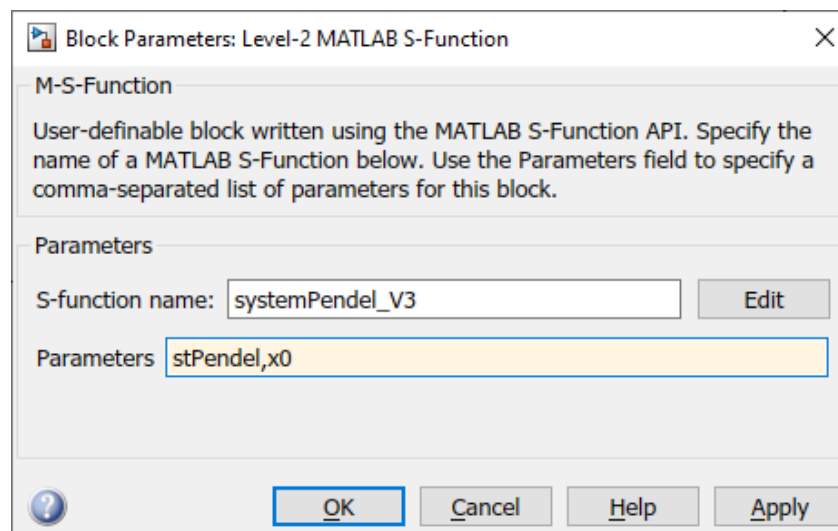 Block Parameters: Level-2 MATLAB S-Function
M-S-Function
User-definable block written using the MATLAB S-Function API. Specify the
name of a MATLAB S-Function below. Use the Parameters field to specify a
comma-separated list of parameters for this block.
Parameters
S-function name: systemPendel_V3 Edit
Parameters stPendel,x0
OK Cancel Help Apply